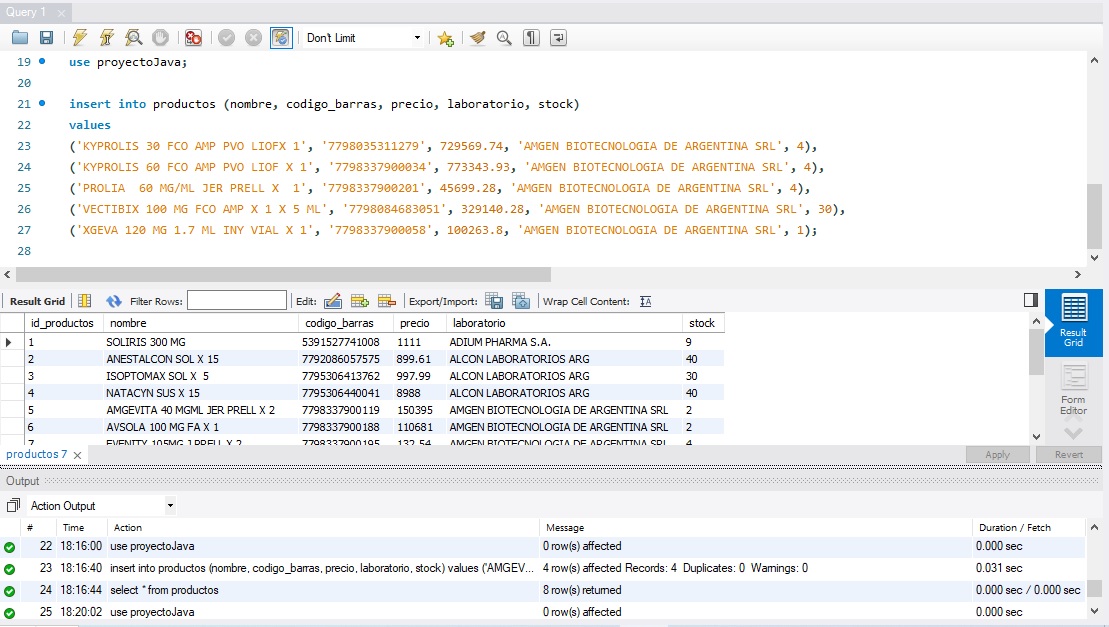 Query 1
Don't Limit
19 use proyectoJava;
20
21 insert into productos (nombre, codigo_barras, precio, laboratorio, stock)
22 values
23 ('KYPROLIS 30 FCO AMP PVO LIOFX 1', '7798035311279', 729569.74, 'AMGEN BIOTECNOLOGIA DE ARGENTINA SRL', 4),
24 ('KYPROLIS 60 FCO AMP PVO LIOF X 1', '7798337900034', 773343.93, 'AMGEN BIOTECNOLOGIA DE ARGENTINA SRL', 4),
25 ('PROLIA  60 MG/ML JER PRELL X  1', '7798337900201', 45699.28, 'AMGEN BIOTECNOLOGIA DE ARGENTINA SRL', 4),
26 ('VECTIBIX 100 MG FCO AMP X 1 X 5 ML', '7798084683051', 329140.28, 'AMGEN BIOTECNOLOGIA DE ARGENTINA SRL', 30),
27 ('XGEVA 120 MG 1.7 ML INY VIAL X 1', '7798337900058', 100263.8, 'AMGEN BIOTECNOLOGIA DE ARGENTINA SRL', 1);
28
Result Grid Filter Rows: Edit: Export/Import: Wrap Cell Content:
id_productos nombre codigo_barras precio laboratorio stock
1 SOLIRIS 300 MG 5391527741008 1111 ADIUM PHARMA S.A. 9
2 ANESTALCON SOL X 15 7792086057575 899.61 ALCON LABORATORIOS ARG 40
3 ISOPTOMAX SOL X  5 7795306413762 997.99 ALCON LABORATORIOS ARG 30
4 NATACYN SUS X 15 7795306440041 8988 ALCON LABORATORIOS ARG 40
5 AMGEVITA 40 MGML JER PRELL X 2 7798337900119 150395 AMGEN BIOTECNOLOGIA DE ARGENTINA SRL 2
6 AVSOLA 100 MG FA X 1 7798337900188 110681 AMGEN BIOTECNOLOGIA DE ARGENTINA SRL 2
7 EVENITY 105MG J.PRELL X 2 7798337900195 132.54 AMGEN BIOTECNOLOGIA DE ARGENTINA SRL 4
Result Grid
Form Editor
productos 7 Apply Revert
Output
Action Output
# Time Action Message Duration / Fetch
22 18:16:00 use proyectoJava 0 row(s) affected 0.000 sec
23 18:16:40 insert into productos (nombre, codigo_barras, precio, laboratorio, stock) values ('AMGEV... 4 row(s) affected Records: 4  Duplicates: 0  Warnings: 0 0.031 sec
24 18:16:44 select * from productos 8 row(s) returned 0.000 sec / 0.000 sec
25 18:20:02 use proyectoJava 0 row(s) affected 0.000 sec